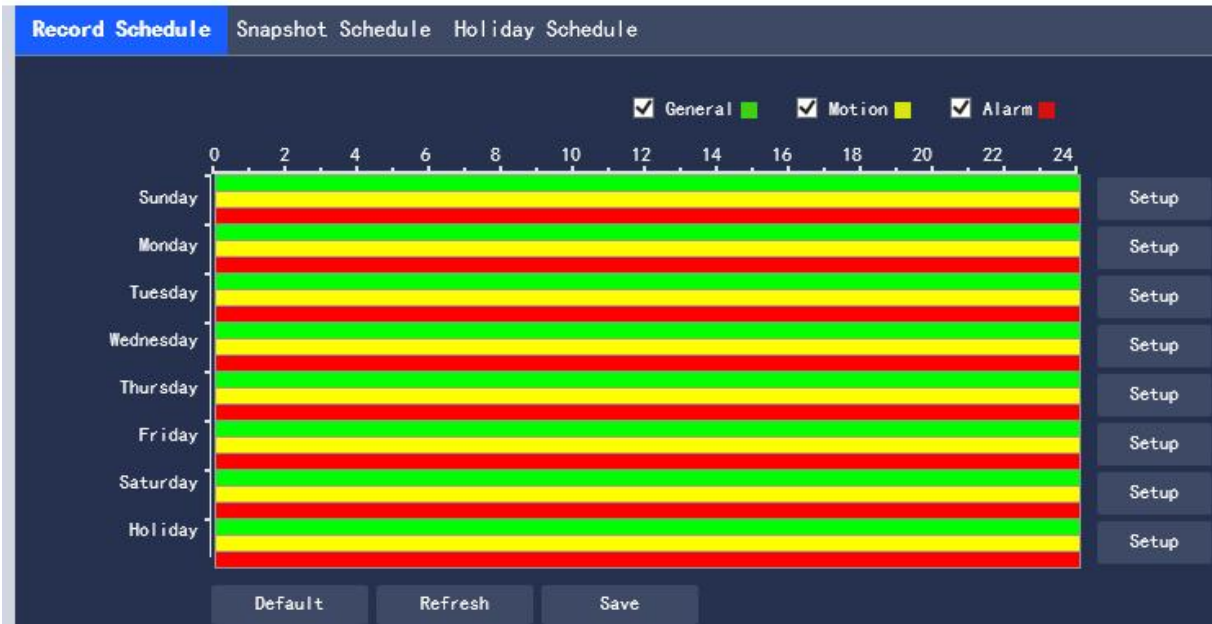 Record Schedule Snapshot Schedule Holiday Schedule
General Motion Alarm
0 2 4 6 8 10 12 14 16 18 20 22 24
Sunday Setup
Monday Setup
Tuesday Setup
Wednesday Setup
Thursday Setup
Friday Setup
Saturday Setup
Holiday Setup
Default Refresh Save